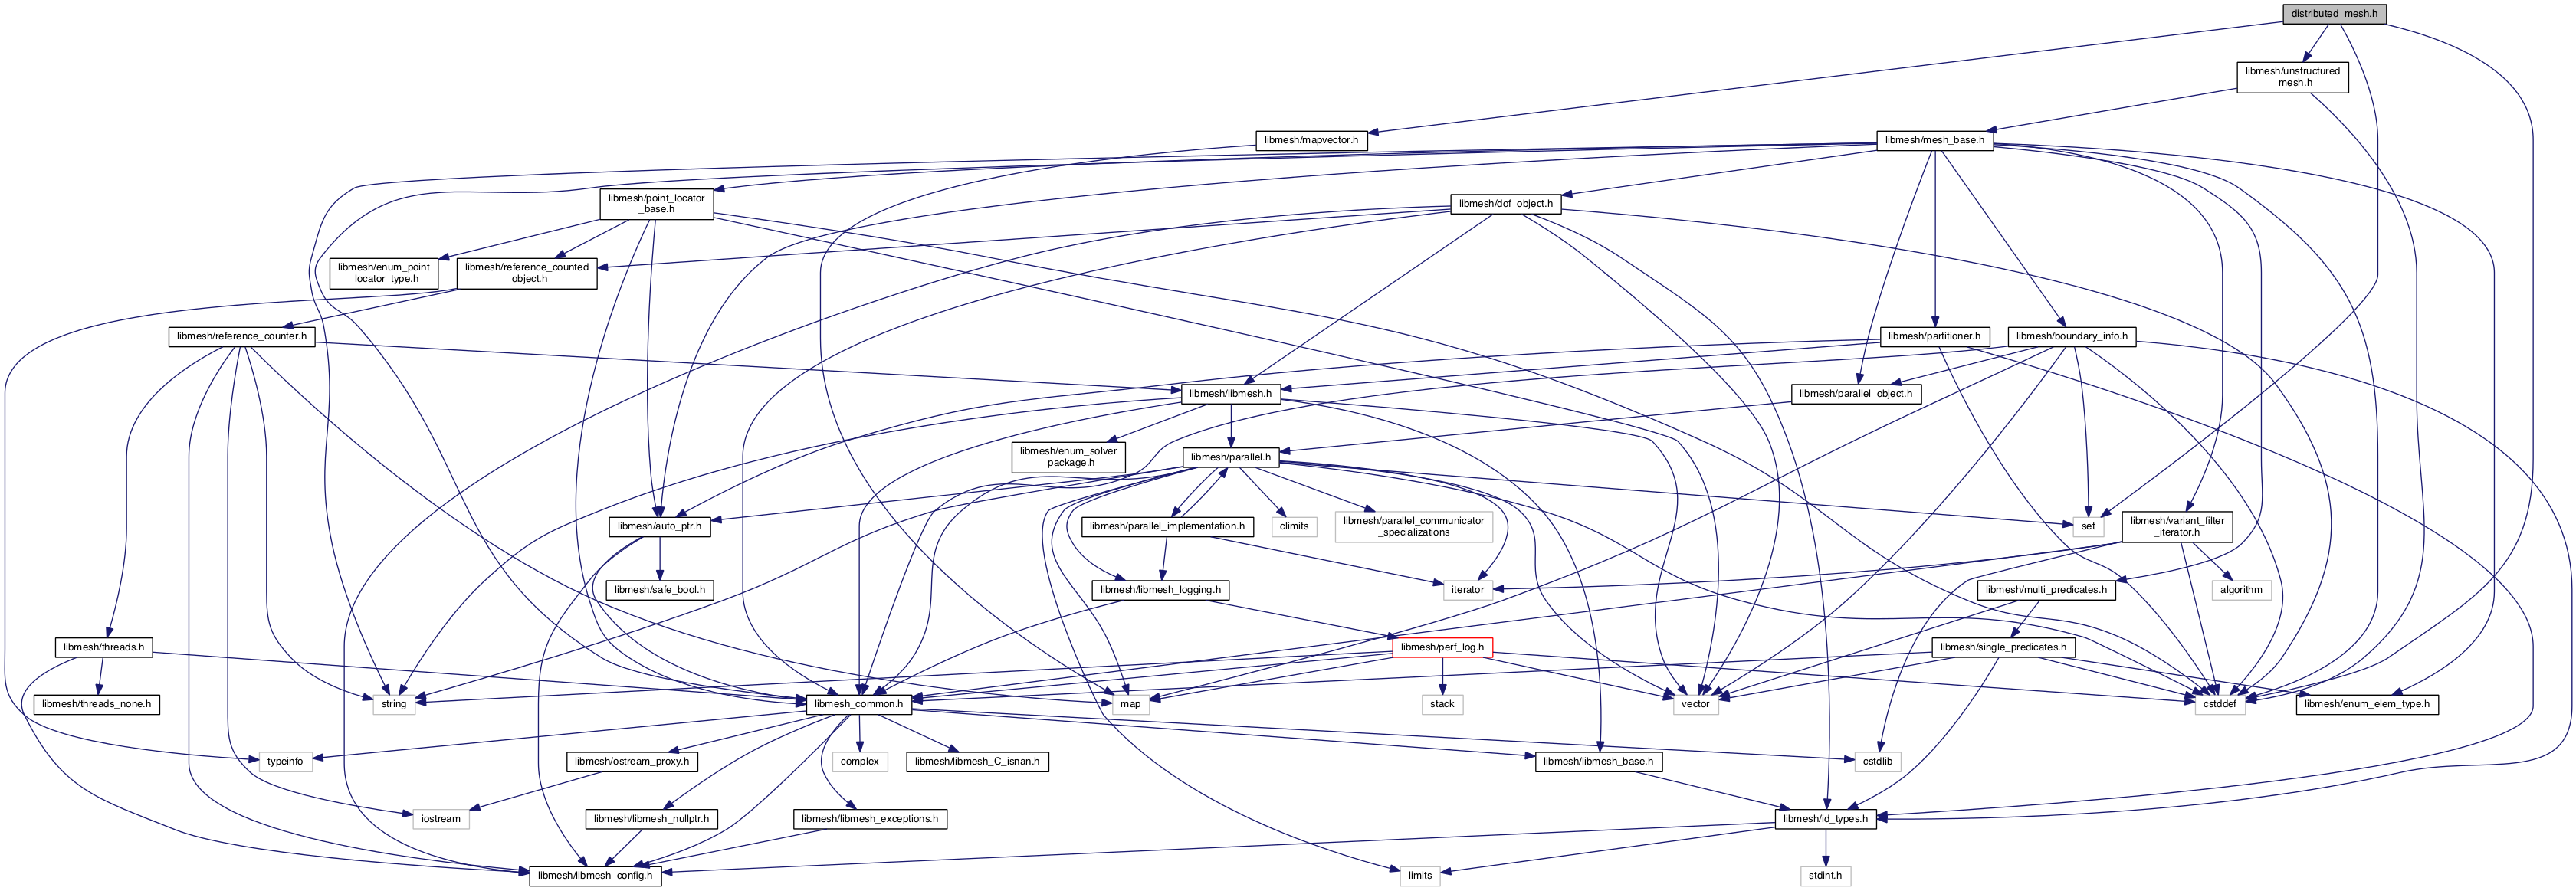 distributed_mesh.h
libmesh/unstructured
_mesh.h
libmesh/mapvector.h
libmesh/mesh_base.h
libmesh/point_locator
_base.h
libmesh/dof_object.h
libmesh/enum_point
_locator_type.h
libmesh/reference_counted
_object.h
libmesh/reference_counter.h
libmesh/partitioner.h
libmesh/boundary_info.h
libmesh/libmesh.h
libmesh/parallel_object.h
libmesh/enum_solver
_package.h
libmesh/parallel.h
libmesh/auto_ptr.h
libmesh/parallel_implementation.h
climits
libmesh/parallel_communicator
_specializations
set
libmesh/variant_filter
_iterator.h
libmesh/safe_bool.h
libmesh/libmesh_logging.h
iterator
libmesh/multi_predicates.h
algorithm
libmesh/threads.h
libmesh/perf_log.h
libmesh/single_predicates.h
libmesh/threads_none.h
string
libmesh_common.h
map
stack
vector
cstddef
libmesh/enum_elem_type.h
typeinfo
libmesh/ostream_proxy.h
complex
libmesh/libmesh_C_isnan.h
libmesh/libmesh_base.h
cstdlib
iostream
libmesh/libmesh_nullptr.h
libmesh/libmesh_exceptions.h
libmesh/id_types.h
libmesh/libmesh_config.h
limits
stdint.h